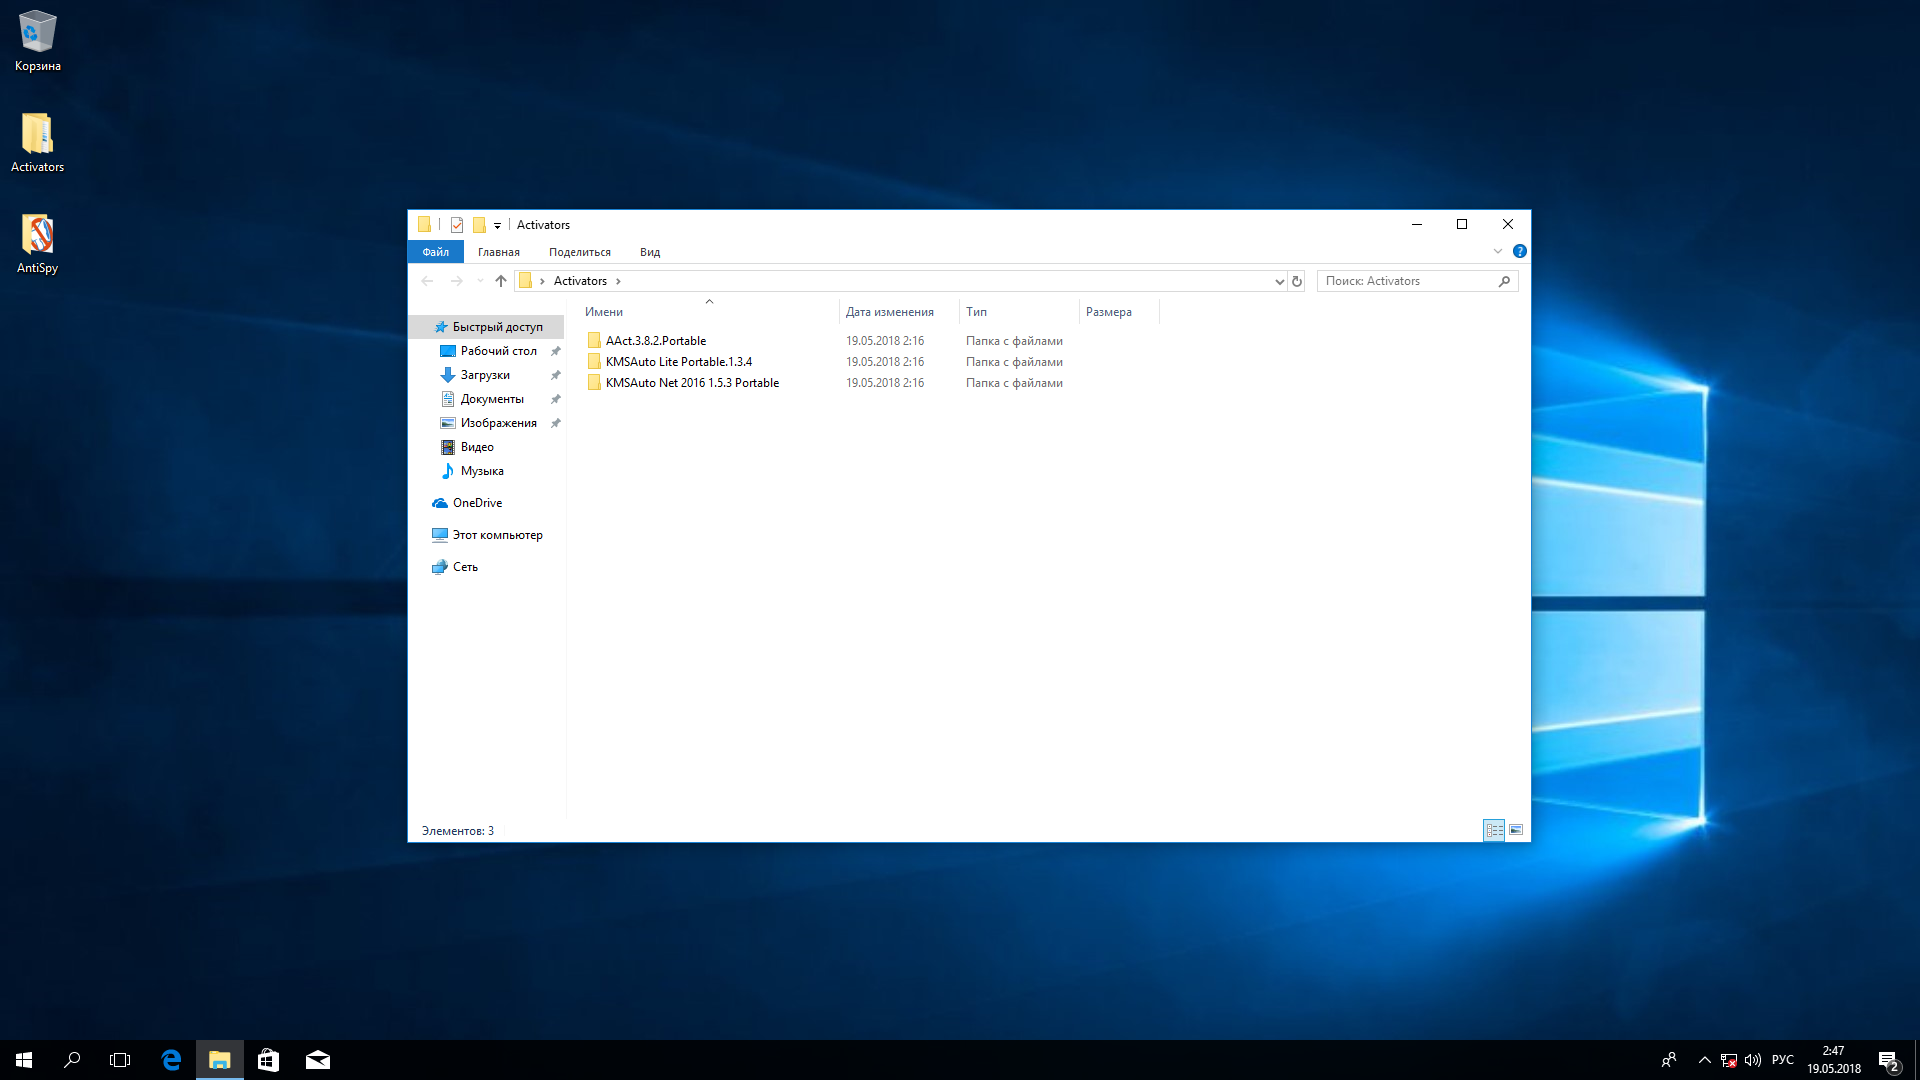 Корзина
Activators
AntiSpy
Activators
Файл Главная Поделиться Вид
Activators
Поиск: Activators
Имени Дата изменения Тип Размера
Быстрый доступ
Рабочий стол
Загрузки
Документы
Изображения
Видео
Музыка
OneDrive
Этот компьютер
Сеть
AAct.3.8.2.Portable 19.05.2018 2:16 Папка с файлами
KMSAuto Lite Portable.1.3.4 19.05.2018 2:16 Папка с файлами
KMSAuto Net 2016 1.5.3 Portable 19.05.2018 2:16 Папка с файлами
Элементов: 3
РУС
2:47
19.05.2018
2